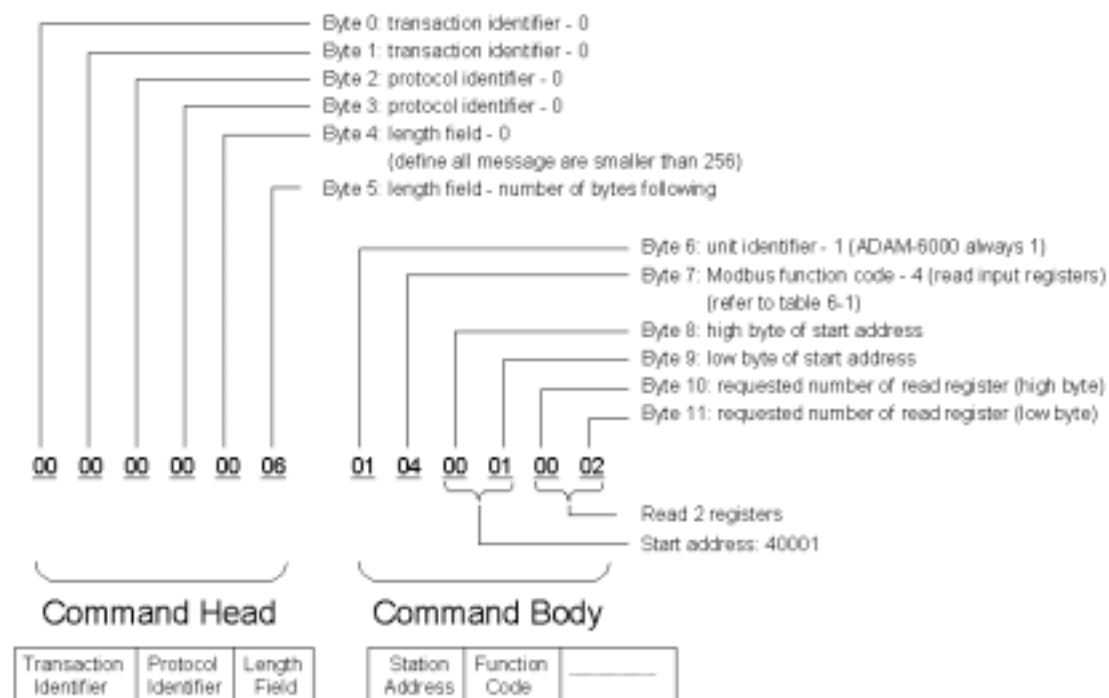 Byte 0: transaction identifier - 0
Byte 1: transaction identifier - 0
Byte 2: protocol identifier - 0
Byte 3: protocol identifier - 0
Byte 4: length field - 0
(define all message are smaller than 256)
Byte 5: length field - number of bytes following
Byte 6: unit identifier - 1 (ADAM-6000 always 1)
Byte 7: Modbus function code - 4 (read input registers)
(refer to table 6-1)
Byte 8: high byte of start address
Byte 9: low byte of start address
Byte 10: requested number of read register (high byte)
Byte 11: requested number of read register (low byte)
00 00 00 00 00 06 01 04 00 01 00 02
Read 2 registers
Start address: 40001
Command Head Command Body
Transaction Protocol Length Station Function
Identifier Identifier Field Address Code